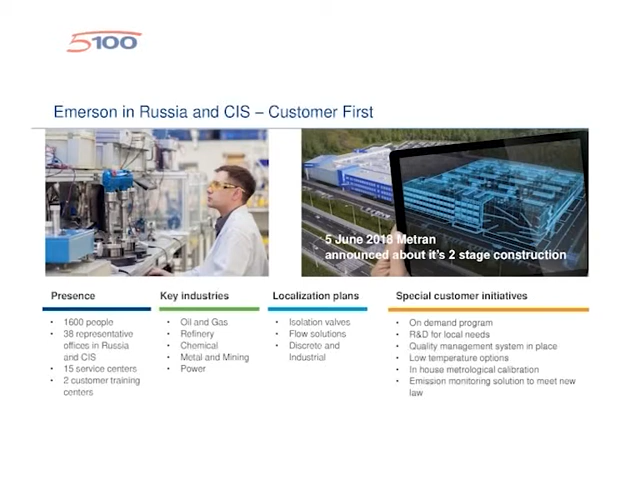 5100
Emerson in Russia and CIS – Customer First
5 June 2018 Metran
announced about it's 2 stage construction
Presence
• 1600 people
• 38 representative
offices in Russia
and CIS
• 15 service centers
• 2 customer training
centers
Key industries
• Oil and Gas
• Refinery
• Chemical
• Metal and Mining
• Power
Localization plans
• Isolation valves
• Flow solutions
• Discrete and
Industrial
Special customer initiatives
• On demand program
• R&D for local needs
• Quality management system in place
• Low temperature options
• In house metrological calibration
• Emission monitoring solution to meet new
law